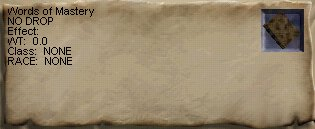 Words of Mastery
NO DROP
Effect:
WT: 0.0
Class: NONE
RACE: NONE